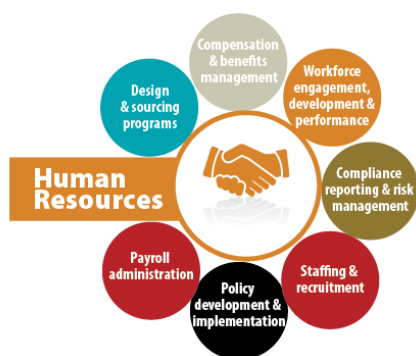 Compensation
& benefits
management
Workforce
engagement,
development &
performance
Design
& sourcing
programs
Human
Resources
Compliance
reporting & risk
management
Payroll
administration
Staffing &
recruitment
Policy
development &
implementation